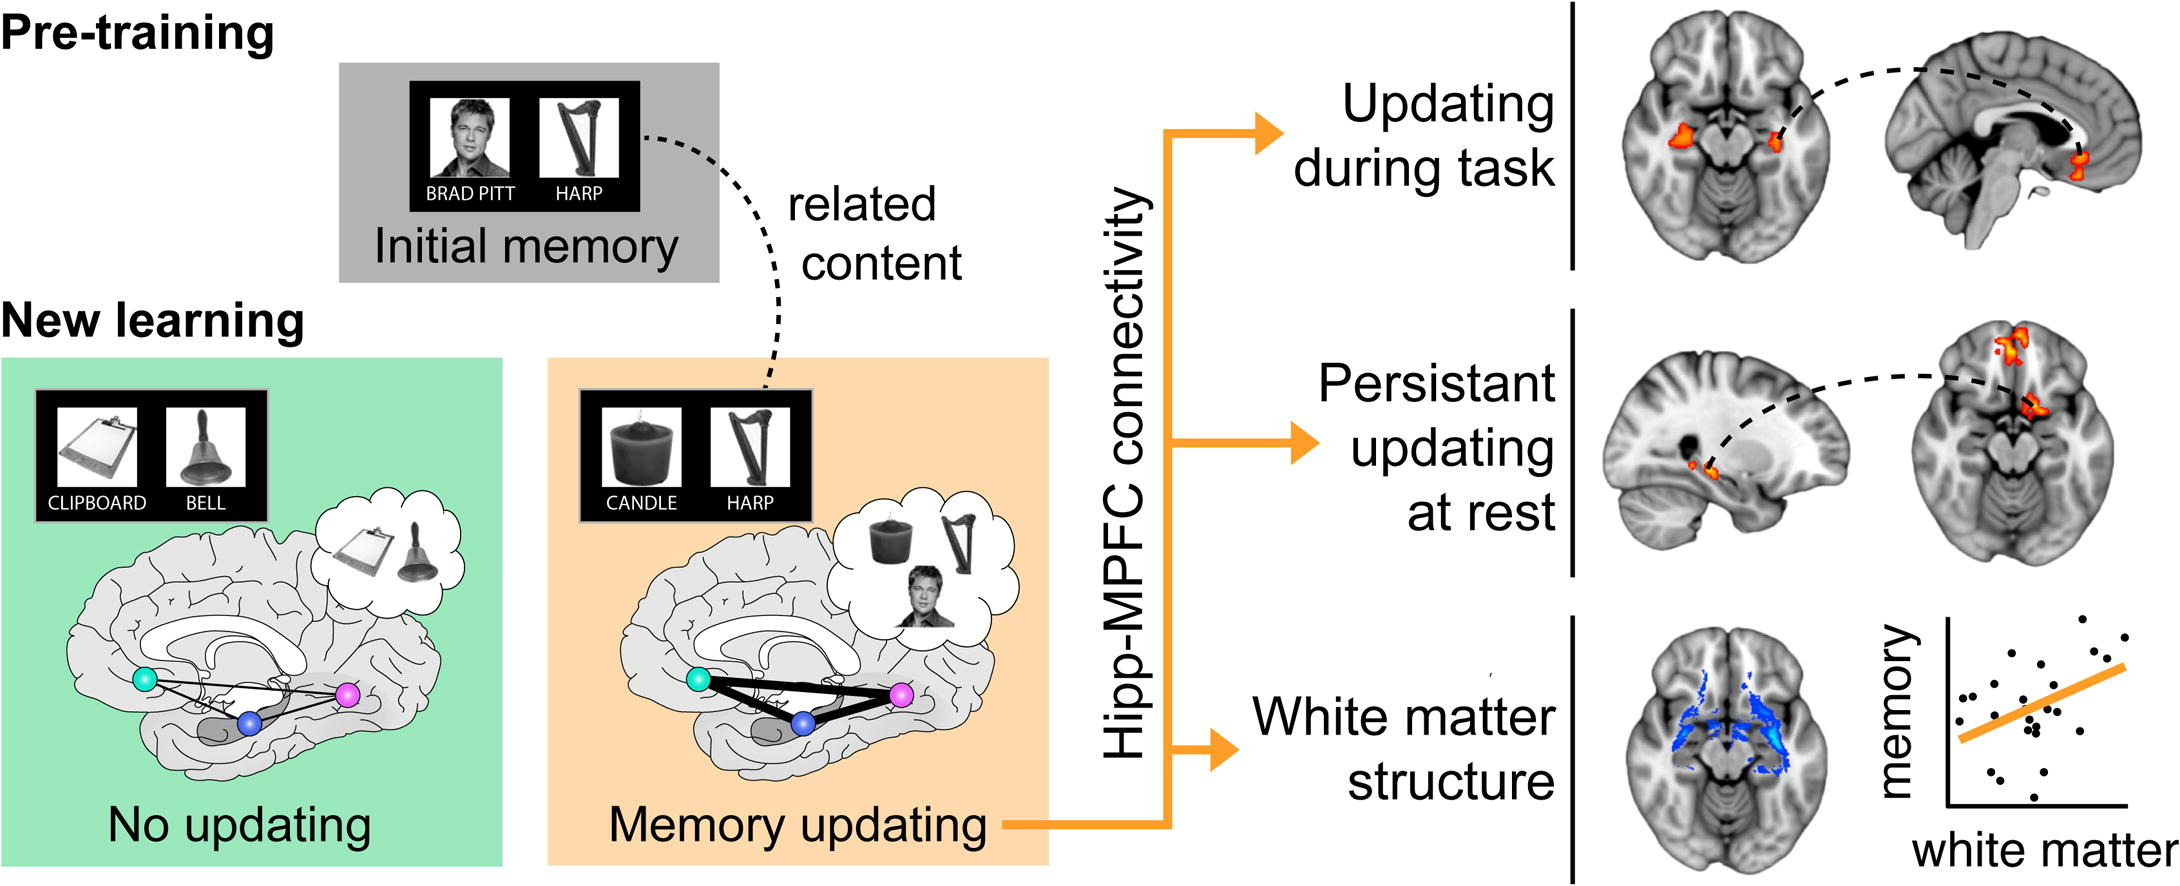 Pre-training
BRAD PITT HARP
Initial memory
related
content
New learning
CLIPBOARD BELL
No updating
CANDLE HARP
Memory updating
Hipp-MPFC connectivity
Updating
during task
Persistant
updating
at rest
White matter
structure
memory
white matter